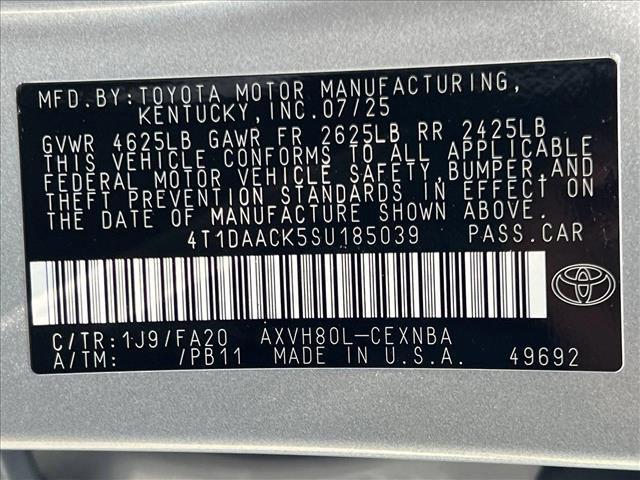 MFD. BY: TOYOTA MOTOR MANUFACTURING,
KENTUCKY, INC. 07/25
GVWR 4625LB GAWR FR 2625LB RR 2425LB
THIS VEHICLE CONFORMS TO ALL APPLICABLE
FEDERAL MOTOR VEHICLE SAFETY, BUMPER, AND
THEFT PREVENTION STANDARDS IN EFFECT ON
THE DATE OF MANUFACTURE SHOWN ABOVE.
4T1DAACK5SU185039 PASS.CAR
C/TR:1J9/FA20 AXVH80L-CEXNBA
A/TM: /PB11 MADE IN U.S.A. 49692